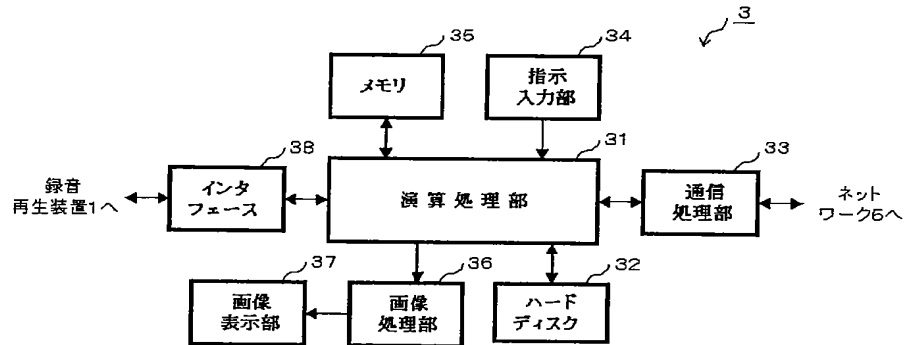 3
35
34
メモリ
指示
入力部
38
31
33
録音
再生装置1へ
インタ
フェース
演算処理部
通信
処理部
ネット
ワーク6へ
37
36
32
画像
表示部
画像
処理部
ハード
ディスク